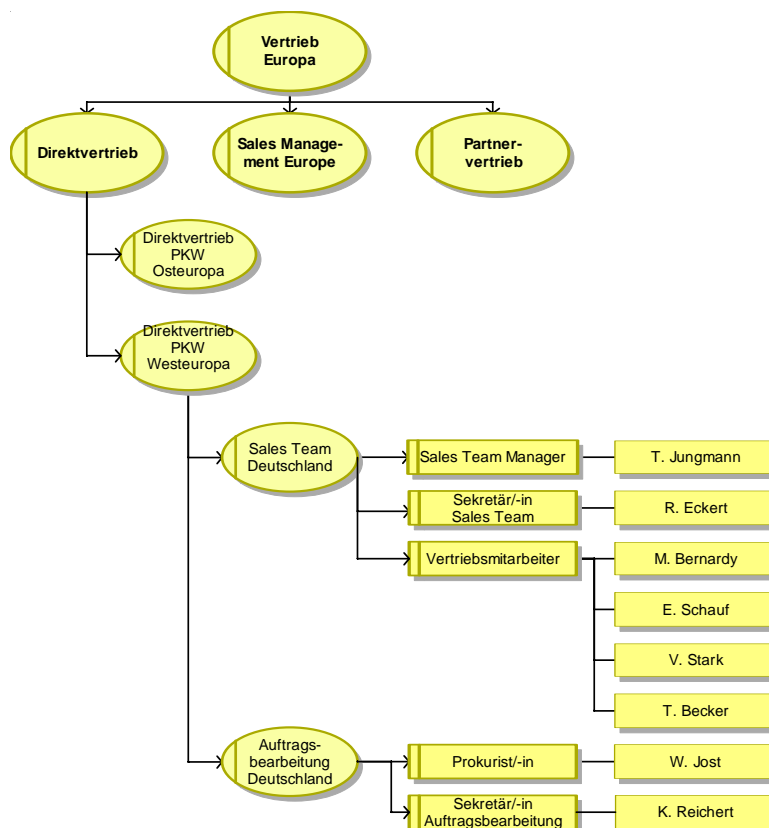 Vertrieb
Europa
Direktvertrieb
Sales Manage-
ment Europe
Partner-
vertrieb
Direktvertrieb
PKW
Osteuropa
Direktvertrieb
PKW
Westeuropa
Sales Team
Deutschland
Sales Team Manager
T. Jungmann
Sekretär/-in
Sales Team
R. Eckert
Vertriebsmitarbeiter
M. Bernardy
E. Schauf
V. Stark
T. Becker
Auftrags-
bearbeitung
Deutschland
Prokurist/-in
W. Jost
Sekretär/-in
Auftragsbearbeitung
K. Reichert